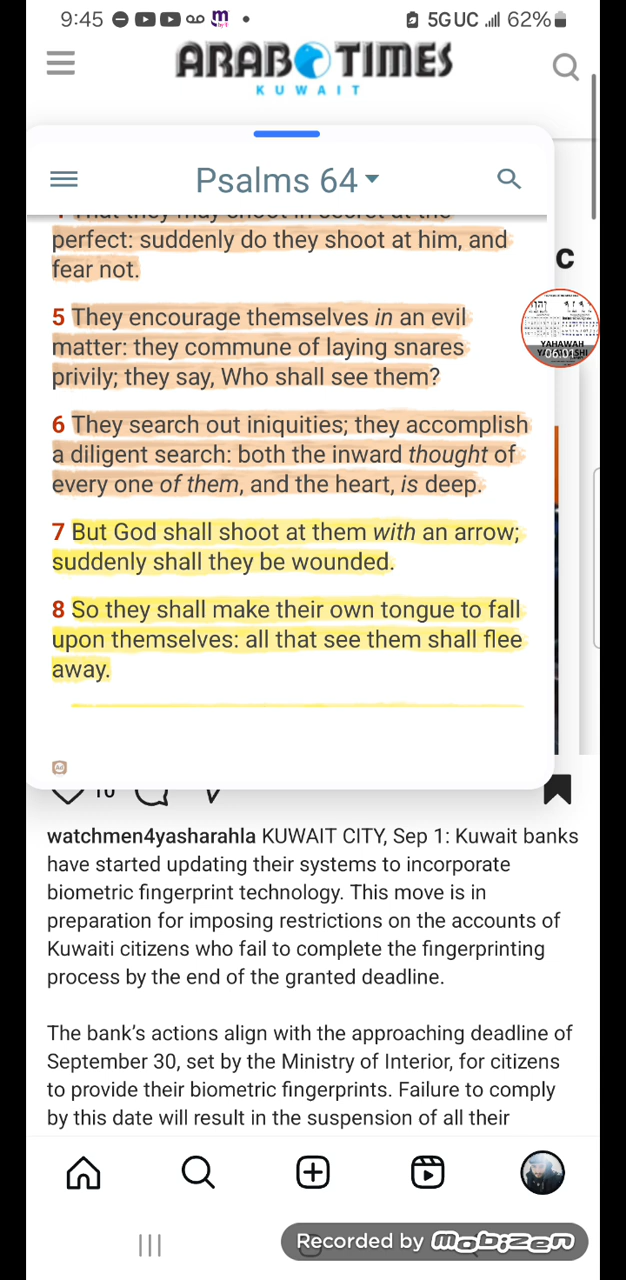 9:45
5G UC
62%
ARAB TIMES
KUWAIT
Psalms 64
perfect: suddenly do they shoot at him, and
fear not.
c
5 They encourage themselves in an evil
matter: they commune of laying snares
privily; they say, Who shall see them?
YAHAWAH
06:01
6 They search out iniquities; they accomplish
a diligent search: both the inward thought of
every one of them, and the heart, is deep.
7 But God shall shoot at them with an arrow;
suddenly shall they be wounded.
8 So they shall make their own tongue to fall
upon themselves: all that see them shall flee
away.
Ad
watchmen4yasharahla KUWAIT CITY, Sep 1: Kuwait banks
have started updating their systems to incorporate
biometric fingerprint technology. This move is in
preparation for imposing restrictions on the accounts of
Kuwaiti citizens who fail to complete the fingerprinting
process by the end of the granted deadline.
The bank's actions align with the approaching deadline of
September 30, set by the Ministry of Interior, for citizens
to provide their biometric fingerprints. Failure to comply
by this date will result in the suspension of all their
Recorded by Mobizen